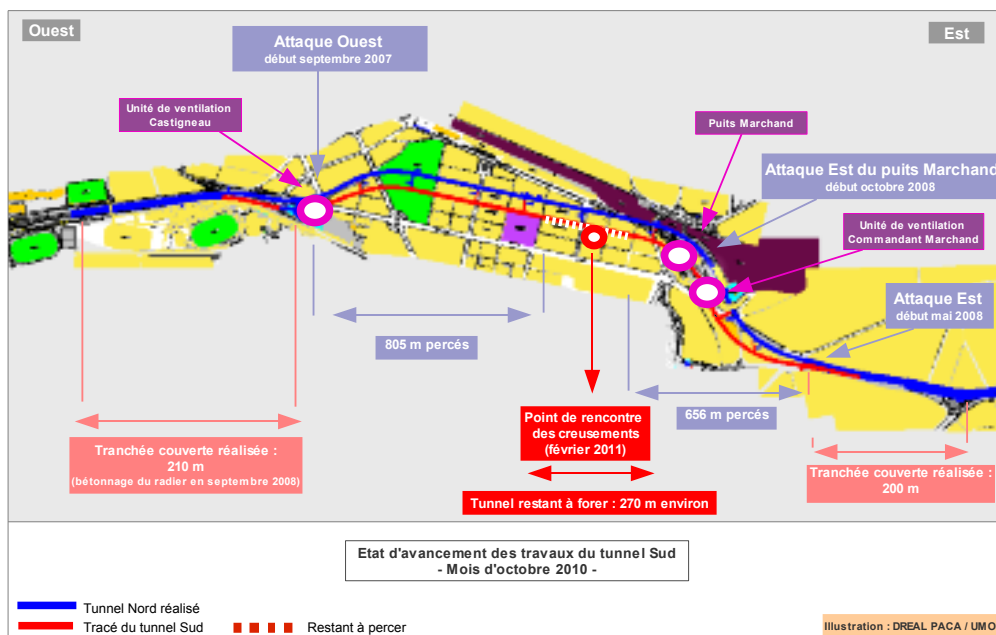 Ouest
Est
Attaque Ouest
début septembre 2007
Unité de ventilation
Castigneau
Puits Marchand
Attaque Est du puits Marchand
début octobre 2008
Unité de ventilation
Commandant Marchand
Attaque Est
début mai 2008
805 m percés
656 m percés
Point de rencontre
des creusements
(février 2011)
Tranchée couverte réalisée :
210 m
(bétonnage du radier en septembre 2008)
Tranchée couverte réalisée :
200 m
Tunnel restant à forer : 270 m environ
Etat d'avancement des travaux du tunnel Sud
- Mois d'octobre 2010 -
Tunnel Nord réalisé
Tracé du tunnel Sud
Restant à percer
Illustration : DREAL PACA / UMO